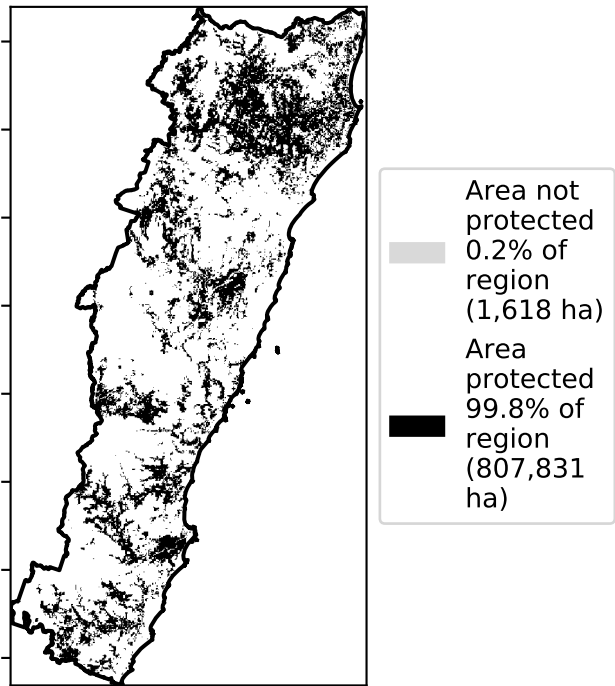 Area not
protected
0.2% of
region
(1,618 ha)
Area
protected
99.8% of
region
(807,831
ha)